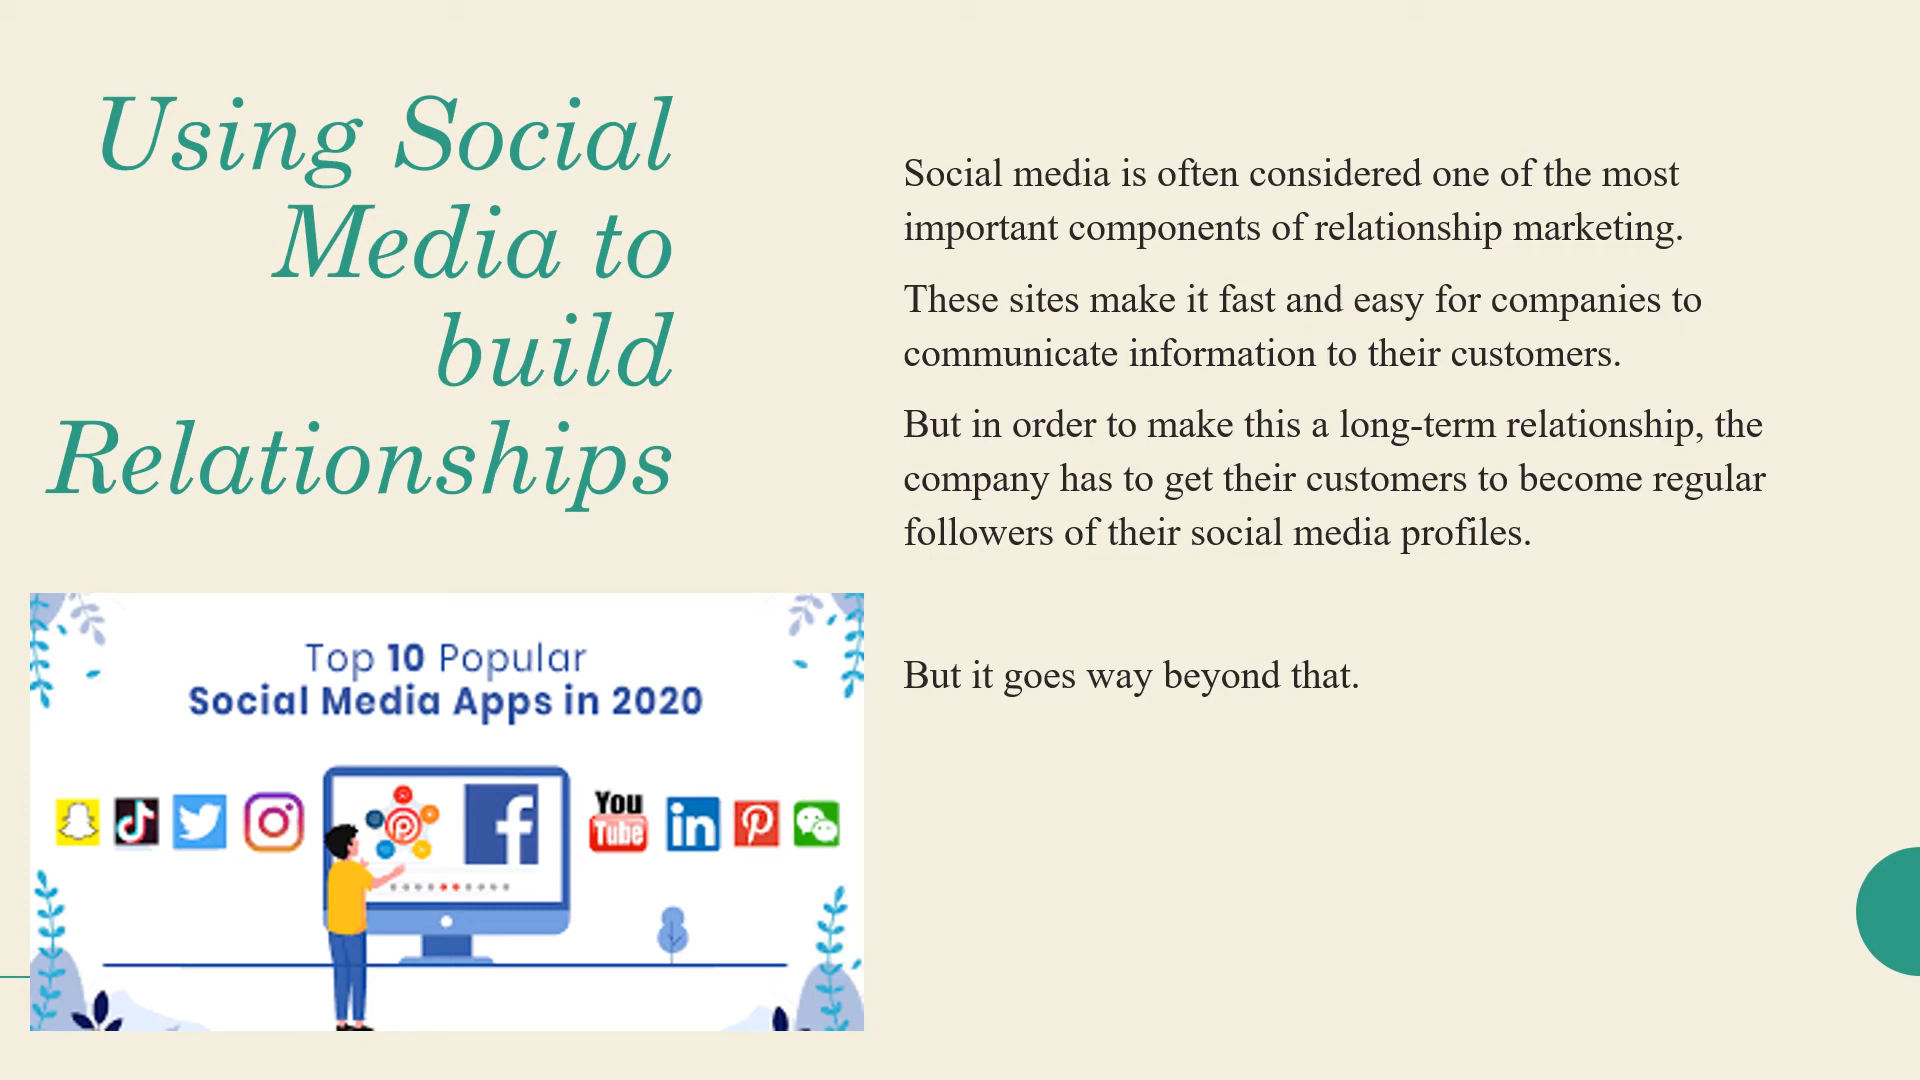 Using Social
Media to
build
Relationships
Social media is often considered one of the most
important components of relationship marketing.
These sites make it fast and easy for companies to
communicate information to their customers.
But in order to make this a long-term relationship, the
company has to get their customers to become regular
followers of their social media profiles.
But it goes way beyond that.
Top 10 Popular
Social Media Apps in 2020
You
Tube
in